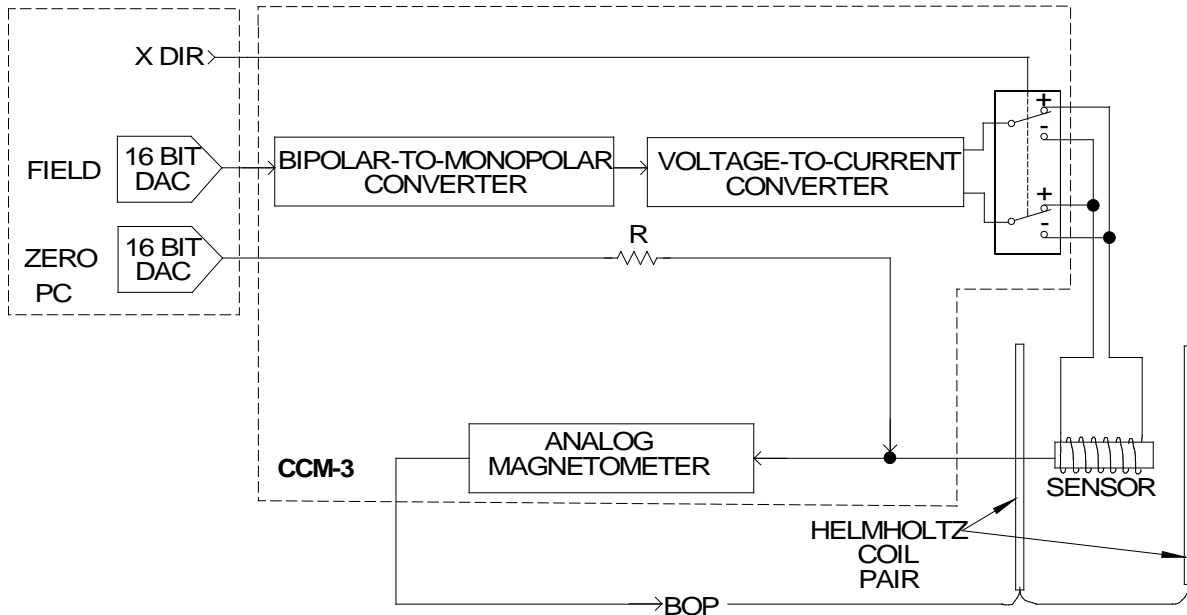 X DIR
FIELD
16 BIT
DAC
BIPOLAR-TO-MONOPOLAR
CONVERTER
VOLTAGE-TO-CURRENT
CONVERTER
+
-
+
-
ZERO
PC
16 BIT
DAC
R
ANALOG
MAGNETOMETER
CCM-3
SENSOR
HELMHOLTZ
COIL
PAIR
BOP